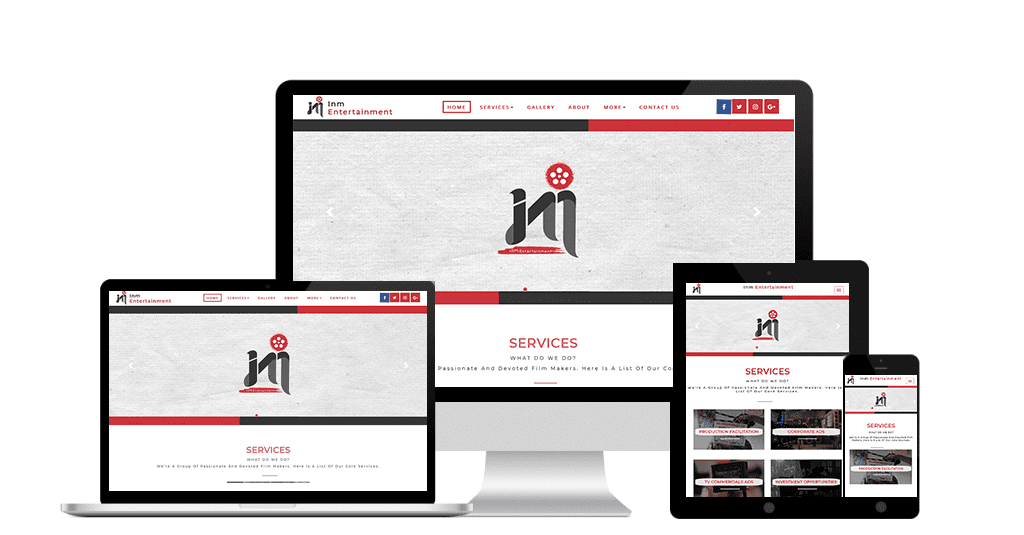 Inm
Entertainment
HOME SERVICES GALLERY ABOUT MORE CONTACT US
INM Entertainment
SERVICES
WHAT DO WE DO?
Passionate And Devoted Film Makers. Here Is A List Of Our Co
Inm
Entertainment
HOME SERVICES GALLERY ABOUT MORE CONTACT US
SERVICES
WHAT DO WE DO?
We're A Group Of Passionate And Devoted Film Makers. Here Is A List Of Our Core Services.
Inm Entertainment
SERVICES
WHAT DO WE DO?
We're A Group Of Passionate And Devoted Film Makers. Here Is
A List Of Our Core Services.
PRODUCTION FACILITATION
CORPORATE ADS
TV COMMERCIALS ADS
INVESTMENT OPPERTUNITIES
Inm Entertainment
SERVICES
WHAT DO WE DO?
We're A Group Of Passionate And Devoted Film
Makers. Here Is A List Of Our Core Services.
PRODUCTION FACILITATION